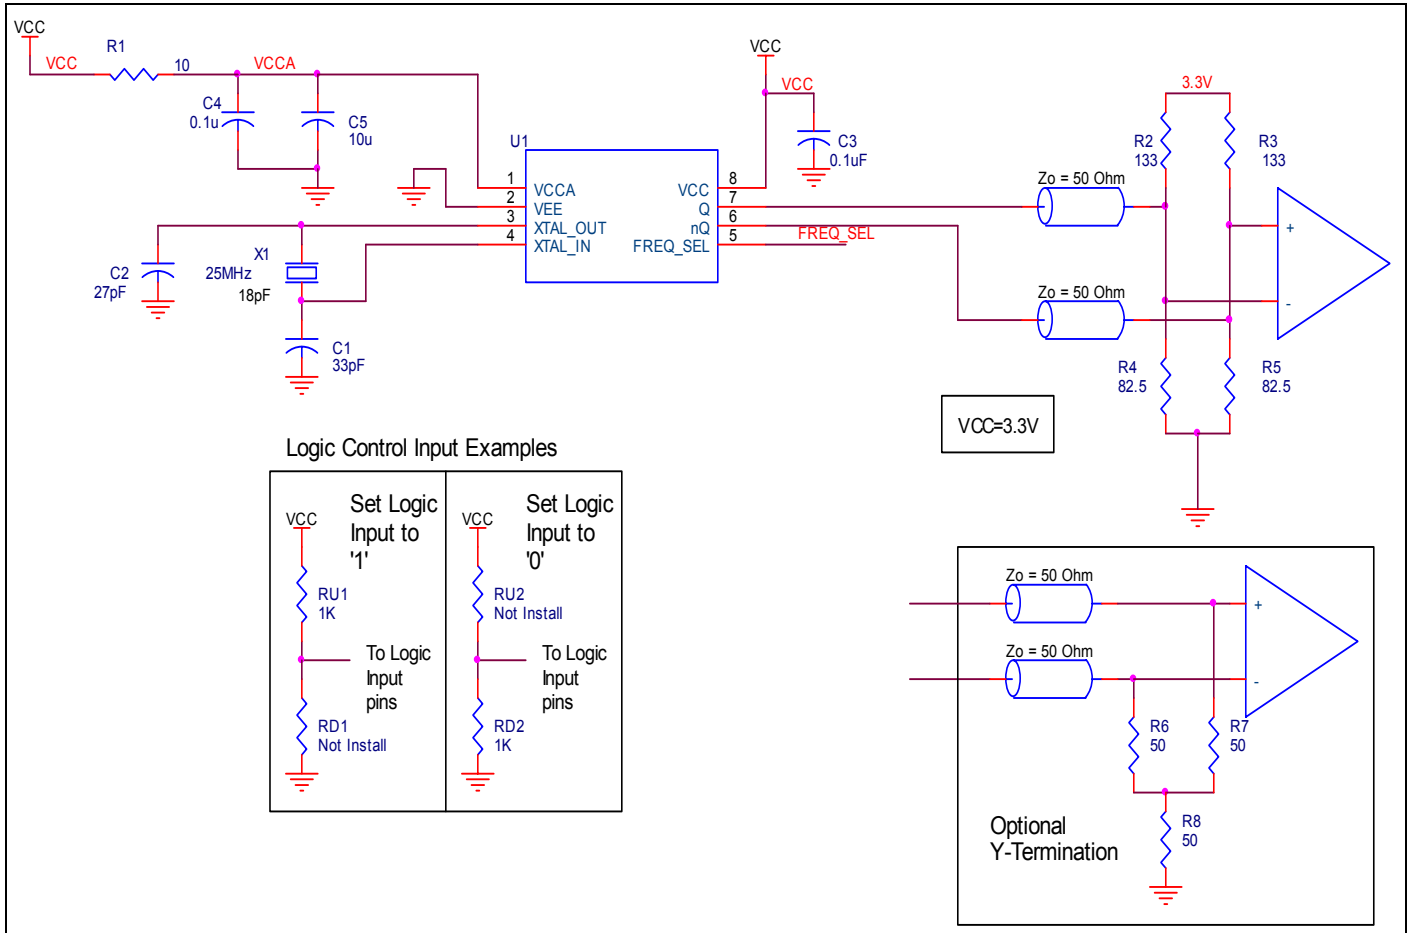 VCC
VCC
R1
10
VCCA
C4
0.1u
C5
10u
VCC
VCC
C3
0.1uF
U1
1
VCCA
2
VEE
3
XTAL_OUT
4
XTAL_IN
8
VCC
7
Q
6
nQ
5
FREQ_SEL
FREQ_SEL
C2
27pF
X1
25MHz
18pF
C1
33pF
Zo = 50 Ohm
Zo = 50 Ohm
3.3V
R2
133
R3
133
+
-
R4
82.5
R5
82.5
VCC=3.3V
Logic Control Input Examples
Set Logic
Input to
'1'
VCC
RU1
1K
To Logic
Input
pins
RD1
Not Install
Set Logic
Input to
'0'
VCC
RU2
Not Install
To Logic
Input
pins
RD2
1K
Zo = 50 Ohm
Zo = 50 Ohm
+
-
R6
50
R7
50
R8
50
Optional
Y-Termination